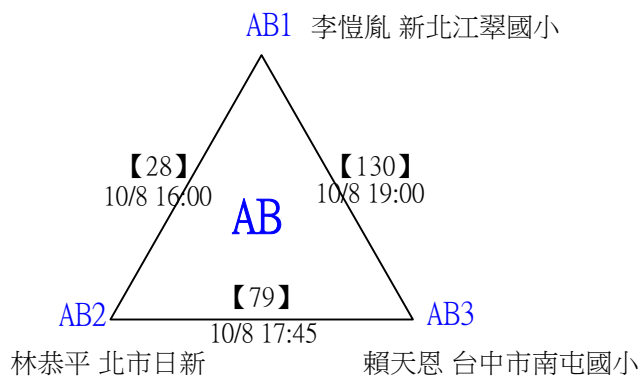 AB1 李愷胤 新北江翠國小
【28】 【130】
10/8 16:00 10/8 19:00
AB
【79】
AB2 AB3
10/8 17:45
林恭平 北市日新 賴天恩 台中市南屯國小